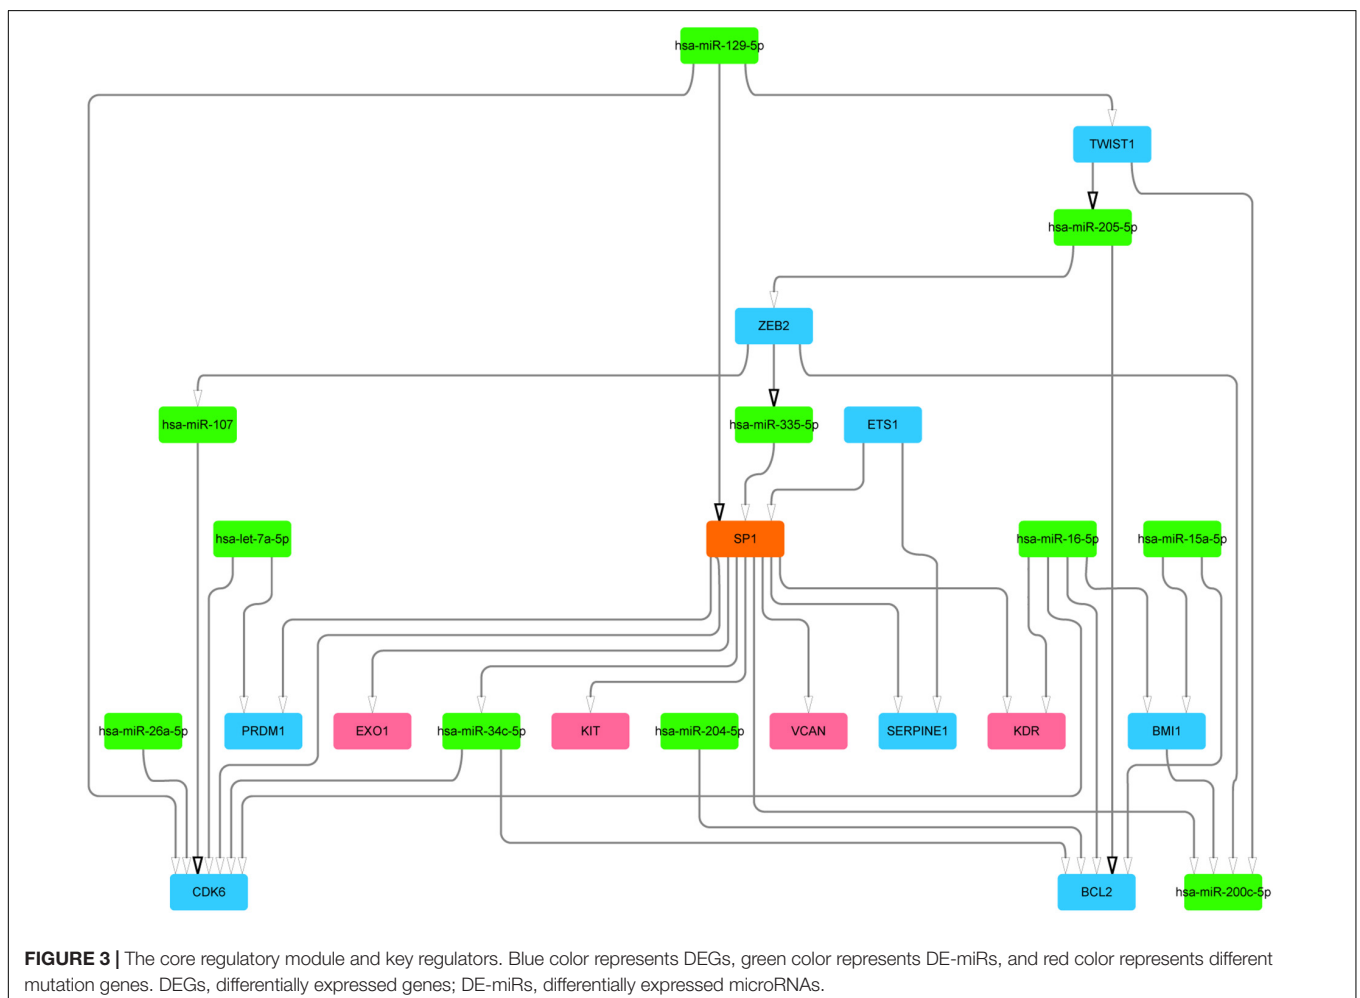 hsa-miR-129-5p
TWIST1
hsa-miR-205-5p
ZEB2
hsa-miR-107
hsa-miR-335-5p
ETS1
hsa-let-7a-5p
SP1
hsa-miR-16-5p
hsa-miR-15a-5p
hsa-miR-26a-5p
PRDM1
EXO1
hsa-miR-34c-5p
KIT
hsa-miR-204-5p
VCAN
SERPINE1
KDR
BMI1
CDK6
BCL2
hsa-miR-200c-5p
FIGURE 3 | The core regulatory module and key regulators. Blue color represents DEGs, green color represents DE-miRs, and red color represents different
mutation genes. DEGs, differentially expressed genes; DE-miRs, differentially expressed microRNAs.